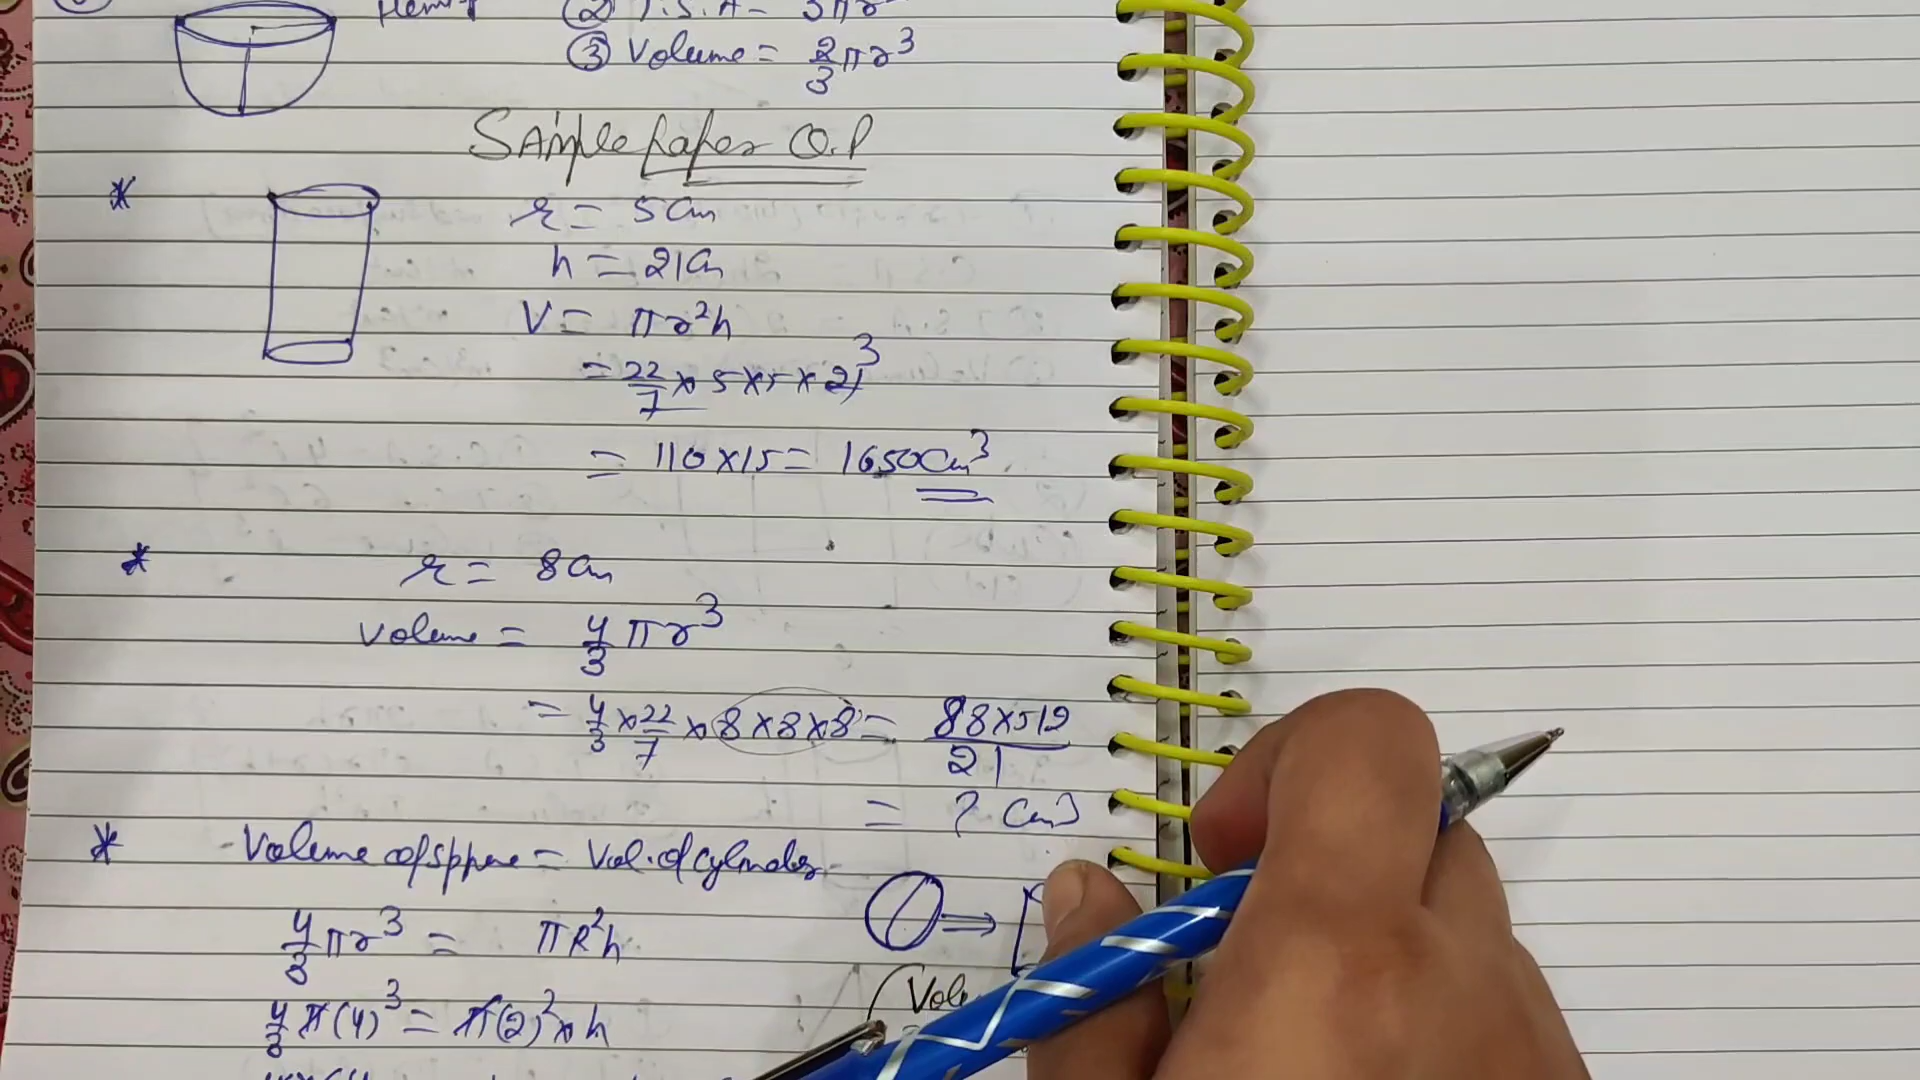 ② T.S.A = 3πr²
③ Volume = 2/3 πr³
Sample paper Q.P
* r = 5cm
h = 21cm
V = πr²h
= 22/7 × 5 × 5 × 21 3
= 110 × 15 = 1650cm³
* r = 8cm
Volume = 4/3 πr³
= 4/3 × 22/7 × 8 × 8 × 8 = 88×512/21
= ? cm3
* Volume of sphere = Vol. of cylinder
4/3 πr³ = πR²h
4/3 π(4)³ = π(2)² × h